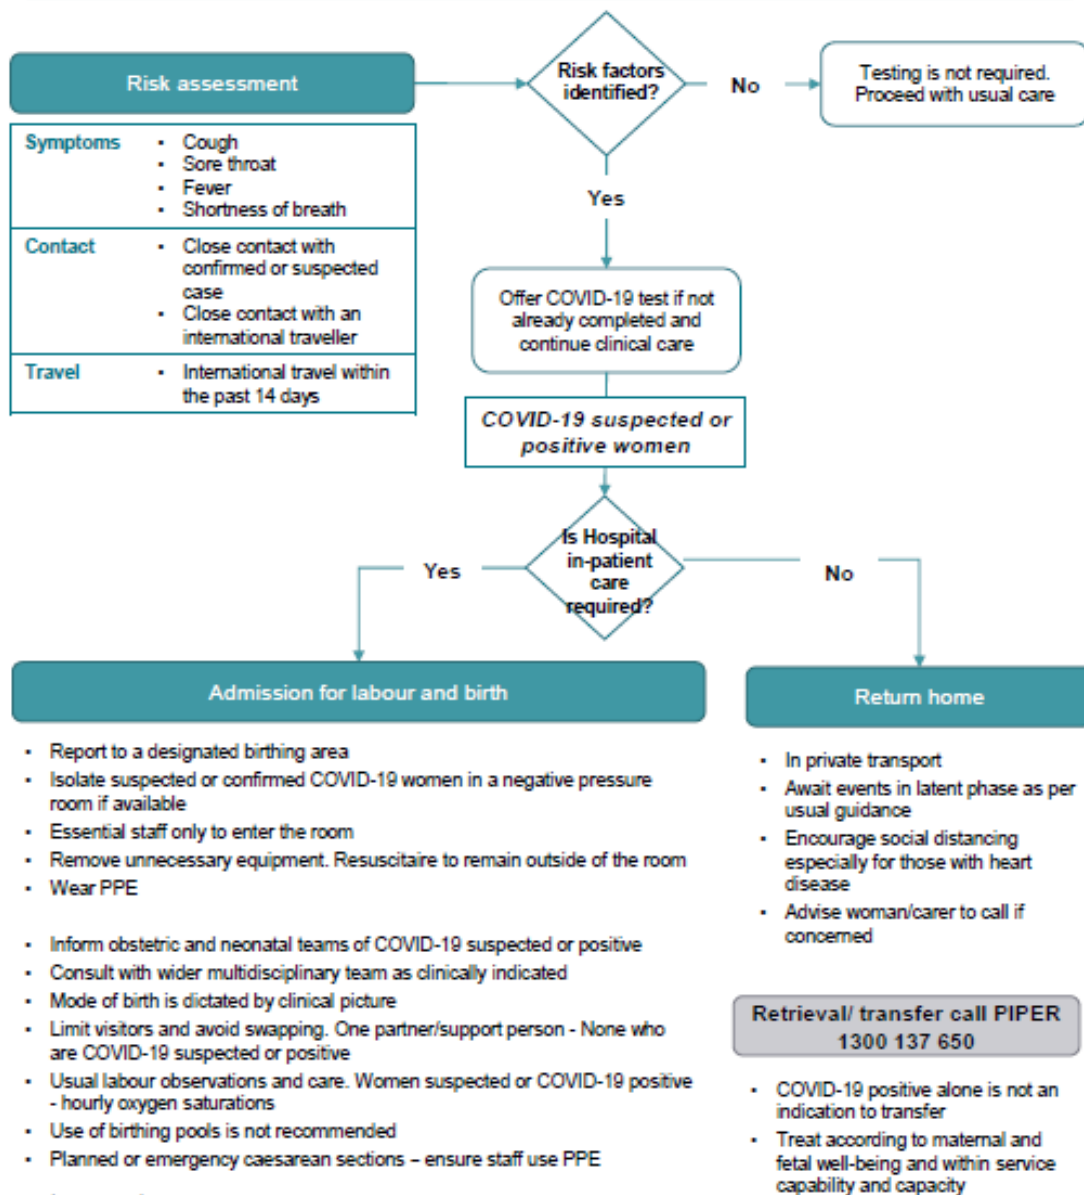 Risk assessment
Risk factors
identified?
No
Testing is not required.
Proceed with usual care
Symptoms
▪ Cough
▪ Sore throat
▪ Fever
▪ Shortness of breath
Contact
▪ Close contact with
confirmed or suspected
case
▪ Close contact with an
international traveller
Travel
▪ International travel within
the past 14 days
Yes
Offer COVID-19 test if not
already completed and
continue clinical care
COVID-19 suspected or
positive women
Is Hospital
in-patient
care
required?
Yes
No
Admission for labour and birth
▪ Report to a designated birthing area
▪ Isolate suspected or confirmed COVID-19 women in a negative pressure
room if available
▪ Essential staff only to enter the room
▪ Remove unnecessary equipment. Resuscitaire to remain outside of the room
▪ Wear PPE
▪ Inform obstetric and neonatal teams of COVID-19 suspected or positive
▪ Consult with wider multidisciplinary team as clinically indicated
▪ Mode of birth is dictated by clinical picture
▪ Limit visitors and avoid swapping. One partner/support person - None who
are COVID-19 suspected or positive
▪ Usual labour observations and care. Women suspected or COVID-19 positive
- hourly oxygen saturations
▪ Use of birthing pools is not recommended
▪ Planned or emergency caesarean sections – ensure staff use PPE
Return home
▪ In private transport
▪ Await events in latent phase as per
usual guidance
▪ Encourage social distancing
especially for those with heart
disease
▪ Advise woman/carer to call if
concerned
Retrieval/ transfer call PIPER
1300 137 650
▪ COVID-19 positive alone is not an
indication to transfer
▪ Treat according to maternal and
fetal well-being and within service
capability and capacity